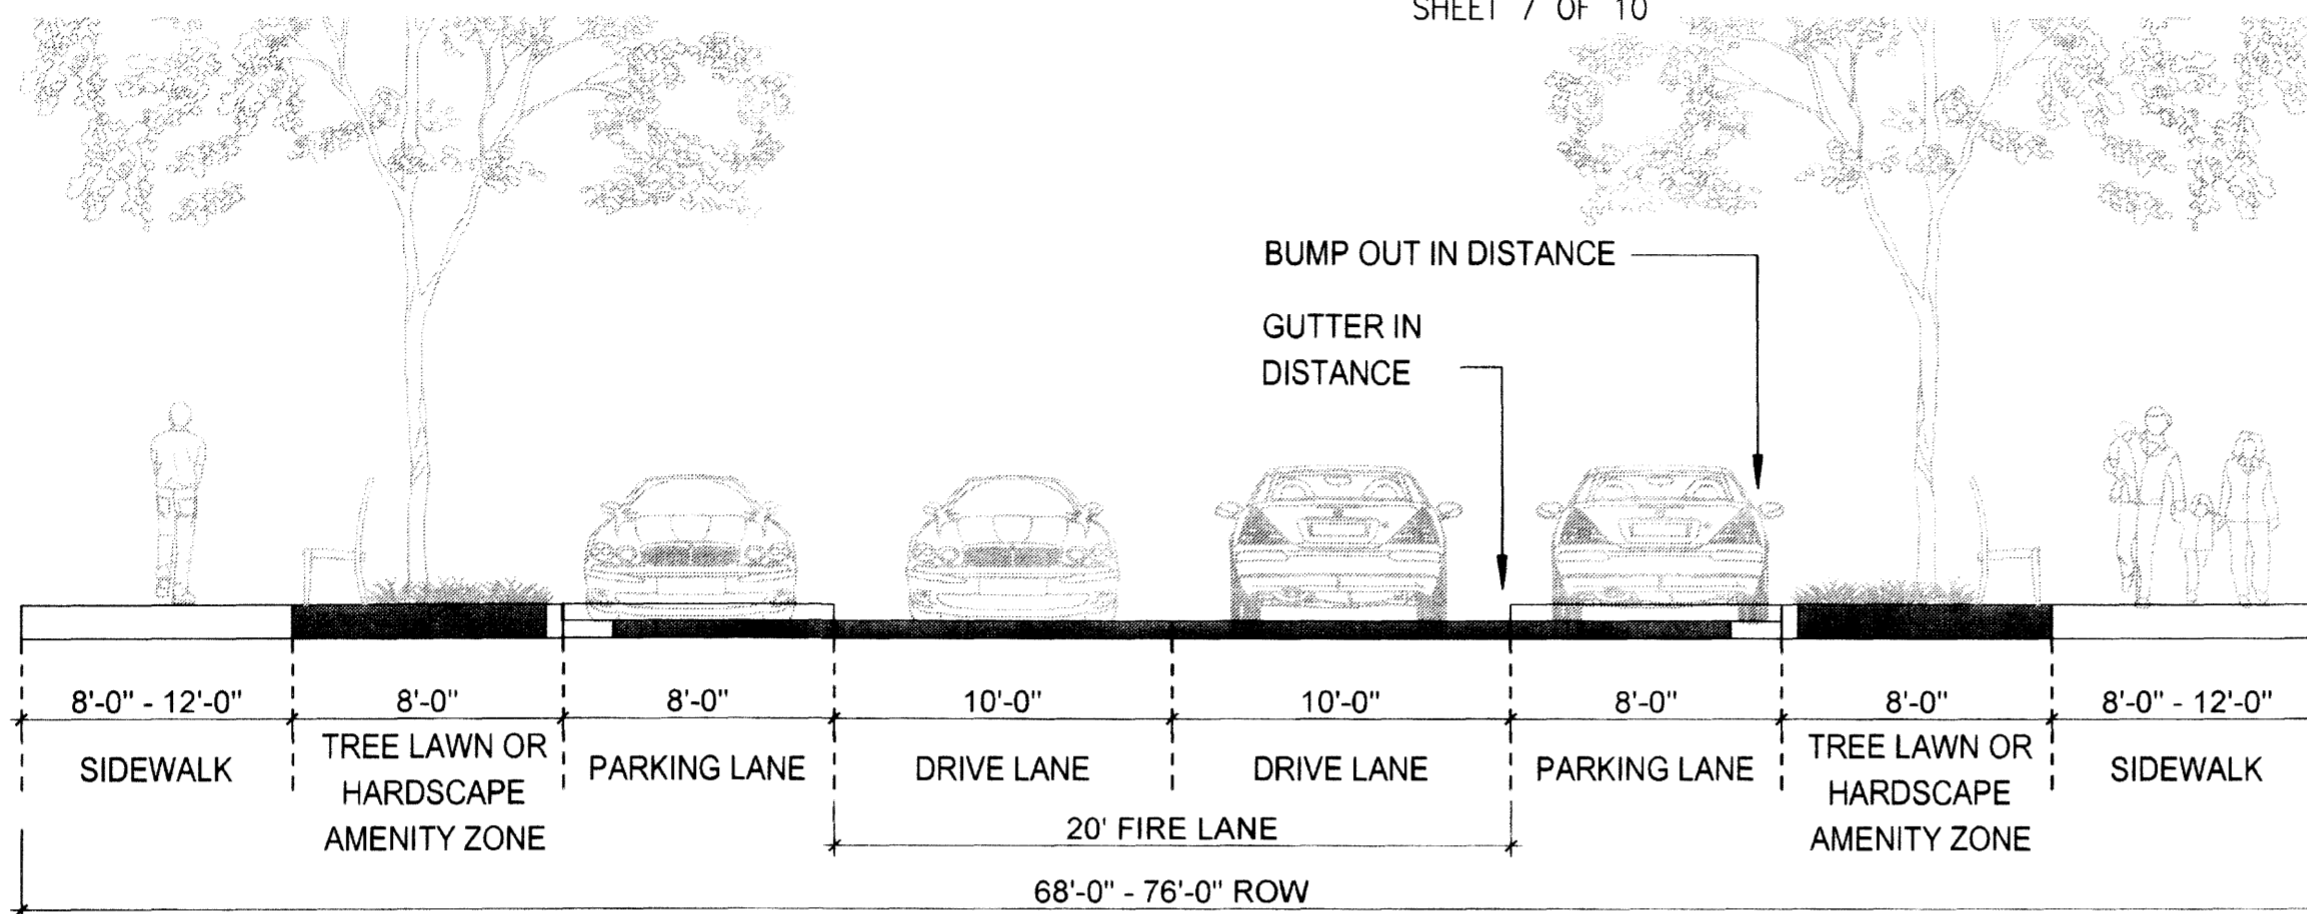 SHEET 7 OF 10
BUMP OUT IN DISTANCE
GUTTER IN
DISTANCE
8'-0" - 12'-0"
8'-0"
8'-0"
10'-0"
10'-0"
8'-0"
8'-0"
8'-0" - 12'-0"
SIDEWALK
TREE LAWN OR
HARDSCAPE
AMENITY ZONE
PARKING LANE
DRIVE LANE
DRIVE LANE
PARKING LANE
TREE LAWN OR
HARDSCAPE
AMENITY ZONE
SIDEWALK
20' FIRE LANE
68'-0" - 76'-0" ROW